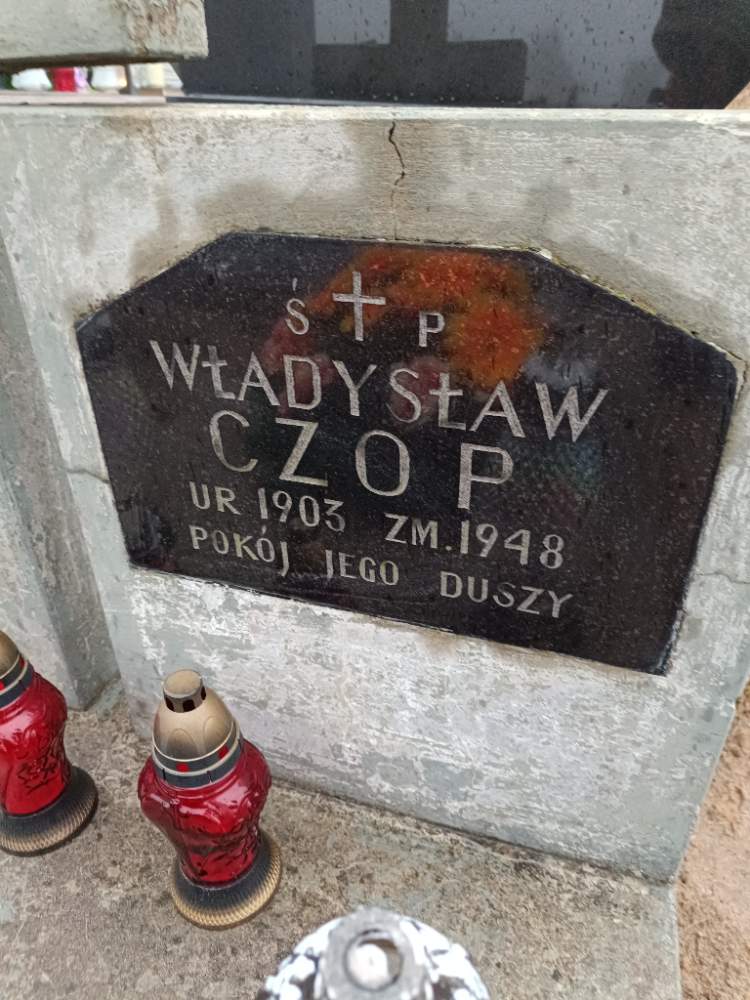 Ś P
WŁADYSŁAW
CZOP
UR 1903 ZM.1948
POKÓJ JEGO DUSZY